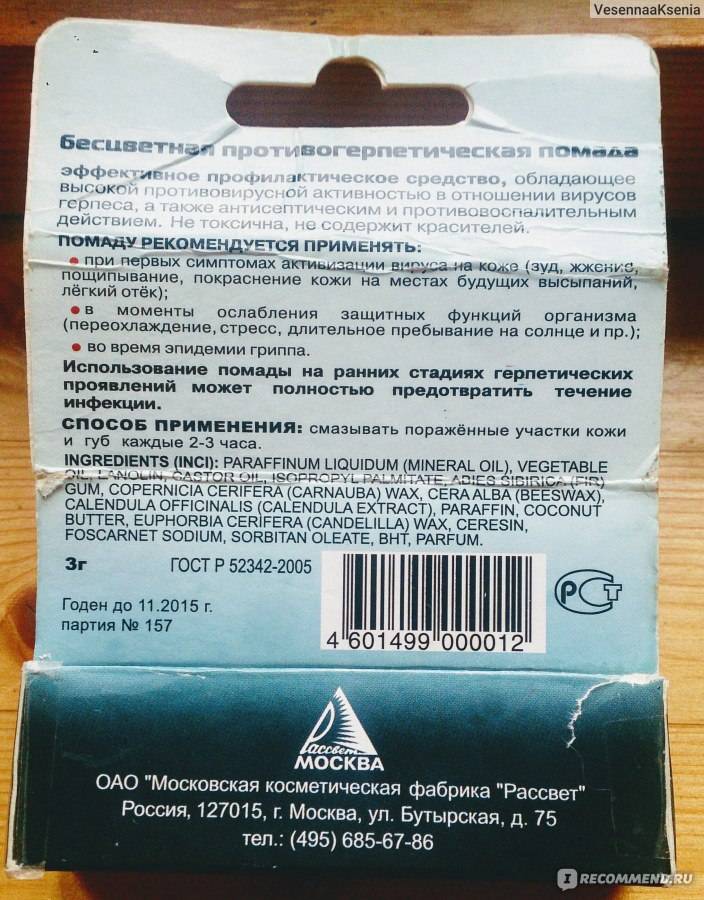 VesennaaKsenia
бесцветная противогерпетическая помада
эффективное профилактическое средство, обладающее
высокой противовирусной активностью в отношении вирусов
герпеса, а также антисептическим и противовоспалительным
действием. Не токсична, не содержит красителей.
ПОМАДУ РЕКОМЕНДУЕТСЯ ПРИМЕНЯТЬ:
• при первых симптомах активизации вируса на коже (зуд, жжение,
пощипывание, покраснение кожи на местах будущих высыпаний,
лёгкий отёк);
• в моменты ослабления защитных функций организма
(переохлаждение, стресс, длительное пребывание на солнце и пр.);
• во время эпидемии гриппа.
Использование помады на ранних стадиях герпетических
проявлений может полностью предотвратить течение
инфекции.
СПОСОБ ПРИМЕНЕНИЯ: смазывать поражённые участки кожи
и губ каждые 2-3 часа.
INGREDIENTS (INCI): PARAFFINUM LIQUIDUM (MINERAL OIL), VEGETABLE
OIL, LANOLIN, CASTOR OIL, ISOPROPYL PALMITATE, ABIES SIBIRICA (FIR)
GUM, COPERNICIA CERIFERA (CARNAUBA) WAX, CERA ALBA (BEESWAX),
CALENDULA OFFICINALIS (CALENDULA EXTRACT), PARAFFIN, COCONUT
BUTTER, EUPHORBIA CERIFERA (CANDELILLA) WAX, CERESIN,
FOSCARNET SODIUM, SORBITAN OLEATE, BHT, PARFUM.
3г ГОСТ Р 52342-2005
РСТ
Годен до 11.2015 г.
партия № 157
4 601499 000012
Рассвет
МОСКВА
ОАО "Московская косметическая фабрика "Рассвет"
Россия, 127015, г. Москва, ул. Бутырская, д. 75
тел.: (495) 685-67-86
I RECOMMEND.RU